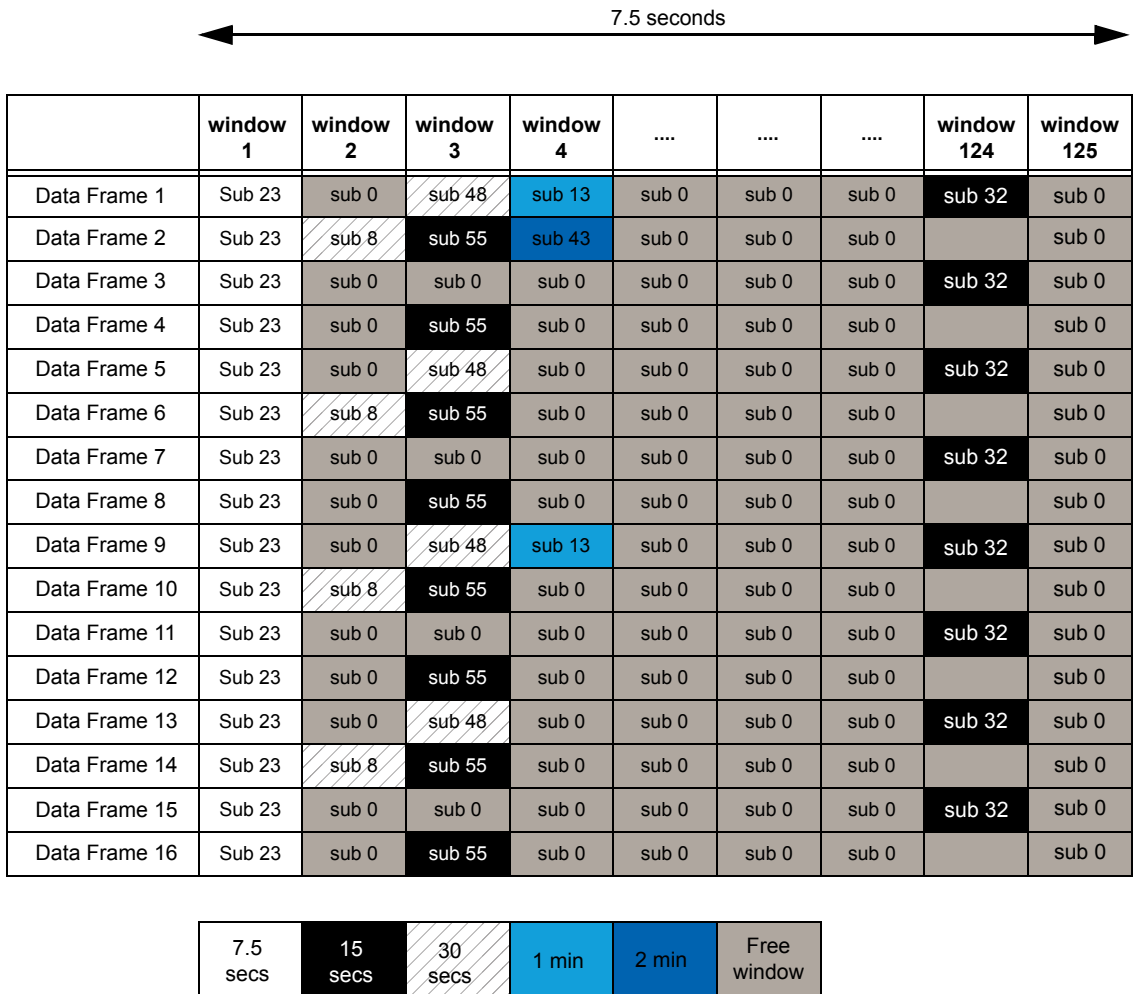 7.5 seconds
window 1 window 2 window 3 window 4 .... .... .... window 124 window 125
Data Frame 1 Sub 23 sub 0 sub 48 sub 13 sub 0 sub 0 sub 0 sub 32 sub 0
Data Frame 2 Sub 23 sub 8 sub 55 sub 43 sub 0 sub 0 sub 0 sub 0
Data Frame 3 Sub 23 sub 0 sub 0 sub 0 sub 0 sub 0 sub 0 sub 32 sub 0
Data Frame 4 Sub 23 sub 0 sub 55 sub 0 sub 0 sub 0 sub 0 sub 0
Data Frame 5 Sub 23 sub 0 sub 48 sub 0 sub 0 sub 0 sub 0 sub 32 sub 0
Data Frame 6 Sub 23 sub 8 sub 55 sub 0 sub 0 sub 0 sub 0 sub 0
Data Frame 7 Sub 23 sub 0 sub 0 sub 0 sub 0 sub 0 sub 0 sub 32 sub 0
Data Frame 8 Sub 23 sub 0 sub 55 sub 0 sub 0 sub 0 sub 0 sub 0
Data Frame 9 Sub 23 sub 0 sub 48 sub 13 sub 0 sub 0 sub 0 sub 32 sub 0
Data Frame 10 Sub 23 sub 8 sub 55 sub 0 sub 0 sub 0 sub 0 sub 0
Data Frame 11 Sub 23 sub 0 sub 0 sub 0 sub 0 sub 0 sub 0 sub 32 sub 0
Data Frame 12 Sub 23 sub 0 sub 55 sub 0 sub 0 sub 0 sub 0 sub 0
Data Frame 13 Sub 23 sub 0 sub 48 sub 0 sub 0 sub 0 sub 0 sub 32 sub 0
Data Frame 14 Sub 23 sub 8 sub 55 sub 0 sub 0 sub 0 sub 0 sub 0
Data Frame 15 Sub 23 sub 0 sub 0 sub 0 sub 0 sub 0 sub 0 sub 32 sub 0
Data Frame 16 Sub 23 sub 0 sub 55 sub 0 sub 0 sub 0 sub 0 sub 0
7.5 secs 15 secs 30 secs 1 min 2 min Free window